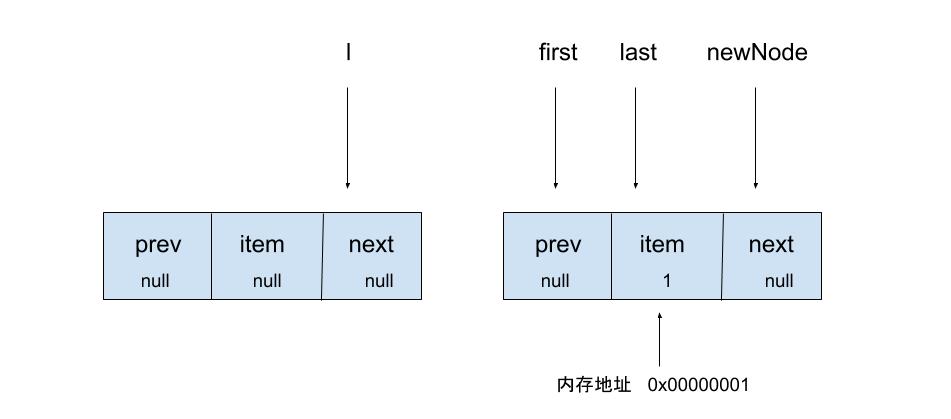 l first last newNode
prev item next prev item next
null null null null 1 null
内存地址 0x00000001